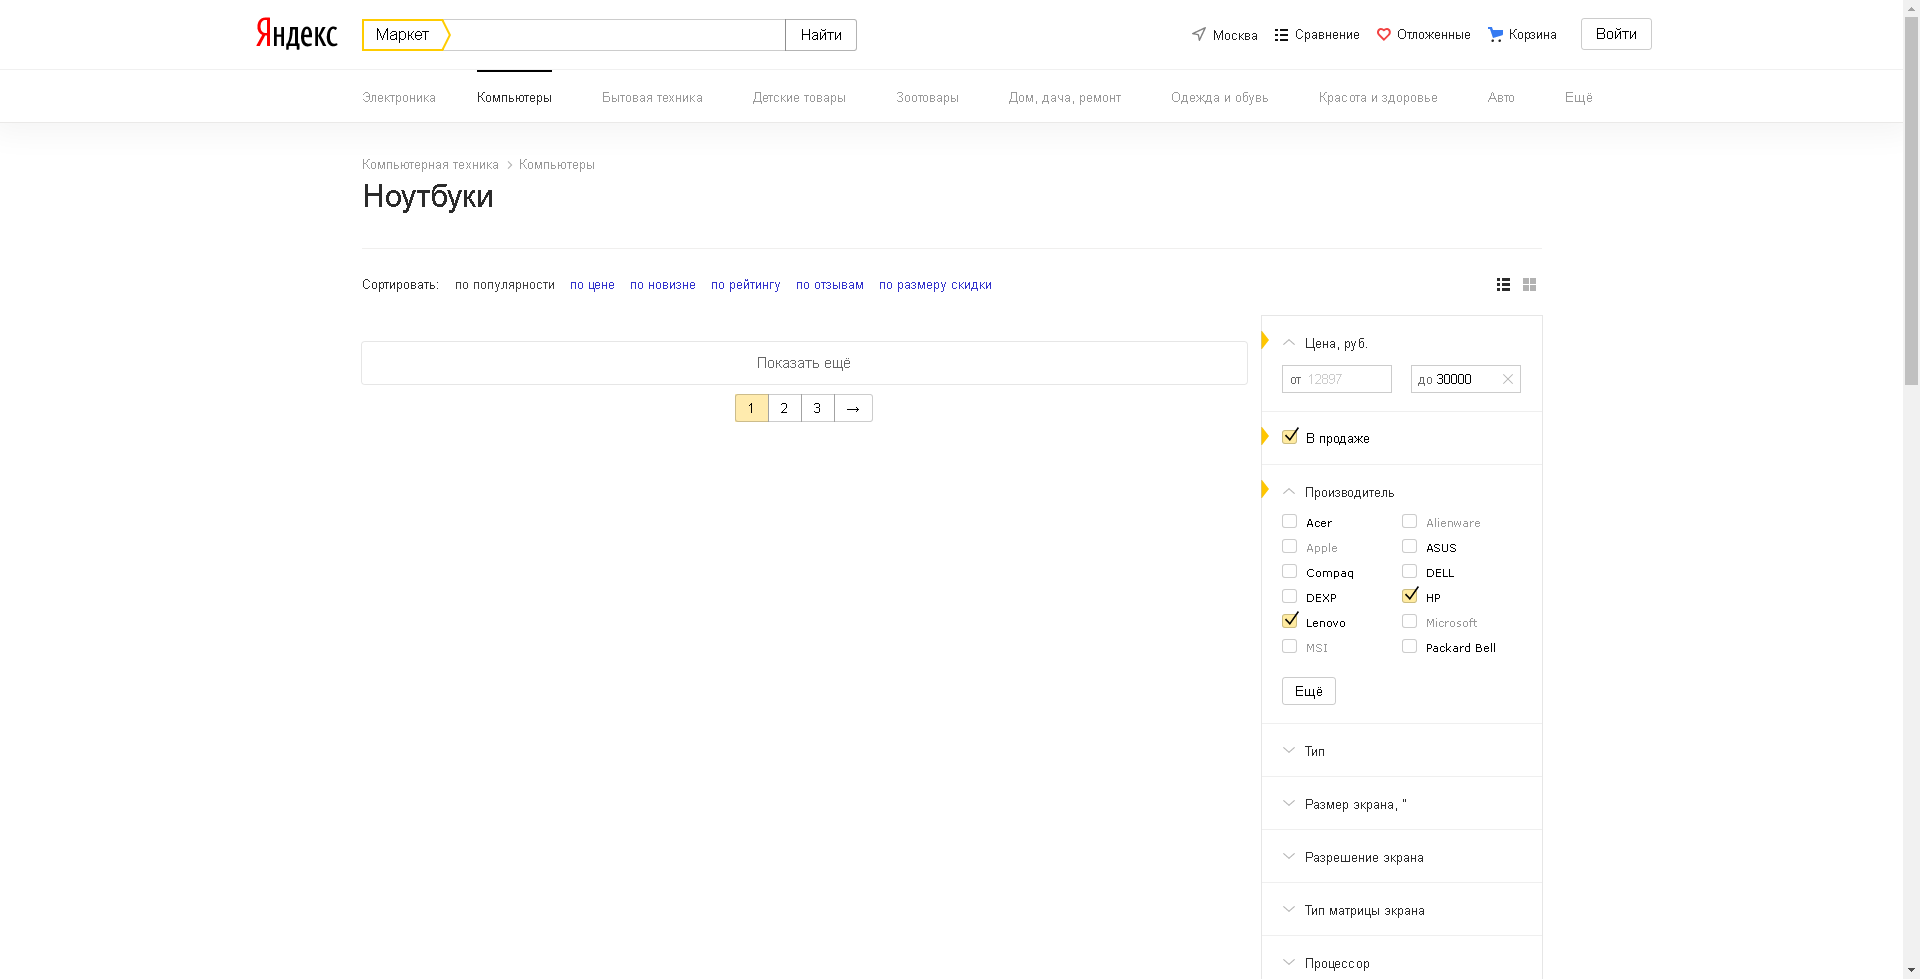 Яндекс Маркет Найти Москва Сравнение Отложенные Корзина Войти
Электроника Компьютеры Бытовая техника Детские товары Зоотовары Дом, дача, ремонт Одежда и обувь Красота и здоровье Авто Ещё
Компьютерная техника > Компьютеры
Ноутбуки
Сортировать: по популярности по цене по новизне по рейтингу по отзывам по размеру скидки
Показать ещё
1 2 3 →
Цена, руб.
от 12897 до 30000
В продаже
Производитель
Acer Alienware
Apple ASUS
Compaq DELL
DEXP HP
Lenovo Microsoft
MSI Packard Bell
Ещё
Тип
Размер экрана, "
Разрешение экрана
Тип матрицы экрана
Процессор